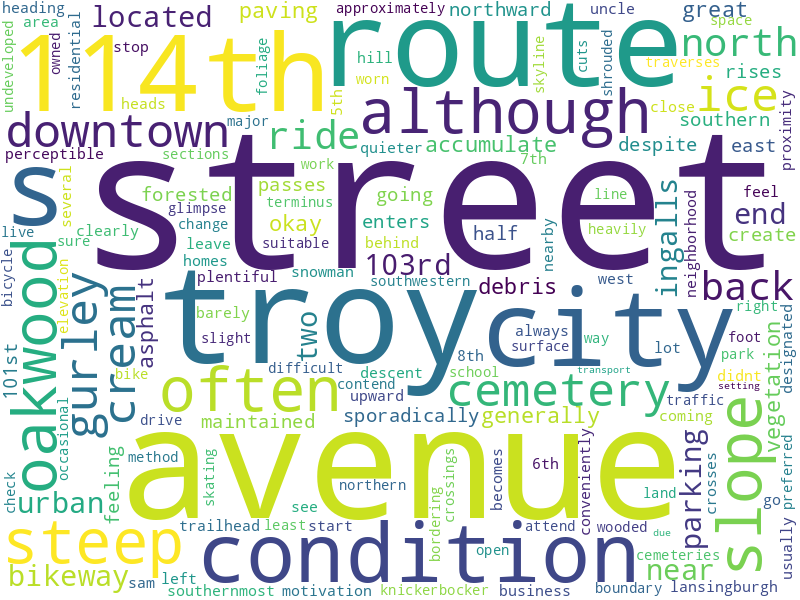 heading
approximately
uncle
located
paving
northward
great
area
space
undeveloped
owned
residential
stop
114th
route
north
foliage
hill
skyline
cuts
shrouded
traverses
rises
heads
5th
worn
although
ice
close
southern
proximity
downtown
major
ride
quieter
accumulate
despite
east
perceptible
sections
work
7th
street
s
several
forested
passes
going
line
feel
glimpse
terminus
enters
end
live
clearly
change
okay
behind
half
nearby
suitable
heavily
ingalls
neighborhood
create
sure
leave
homes
snowman
103rd
west
bicycle
oakwood
elevation
gurley
cream
asphalt
plentiful
southwestern
debris
back
troy
city
barely
right
101st
slight
two
always
way
foot
designated
surface
lot
park
bike
difficult
8th
school
descent
transport
didnt
setting
often
contend
upward
cemetery
traffic
coming
vegetation
drive
maintained
sporadically
generally
occasional
avenue
slope
parking
method
feeling
skating
see
6th
conveniently
check
northern
becomes
bordering
crossings
land
crosses
go
preferred
usually
urban
trailhead
least
start
attend
wooded
open
due
steep
condition
cemeteries
near
bikeway
sam
left
southernmost
motivation
knickerbocker
business
boundary
lansingburgh